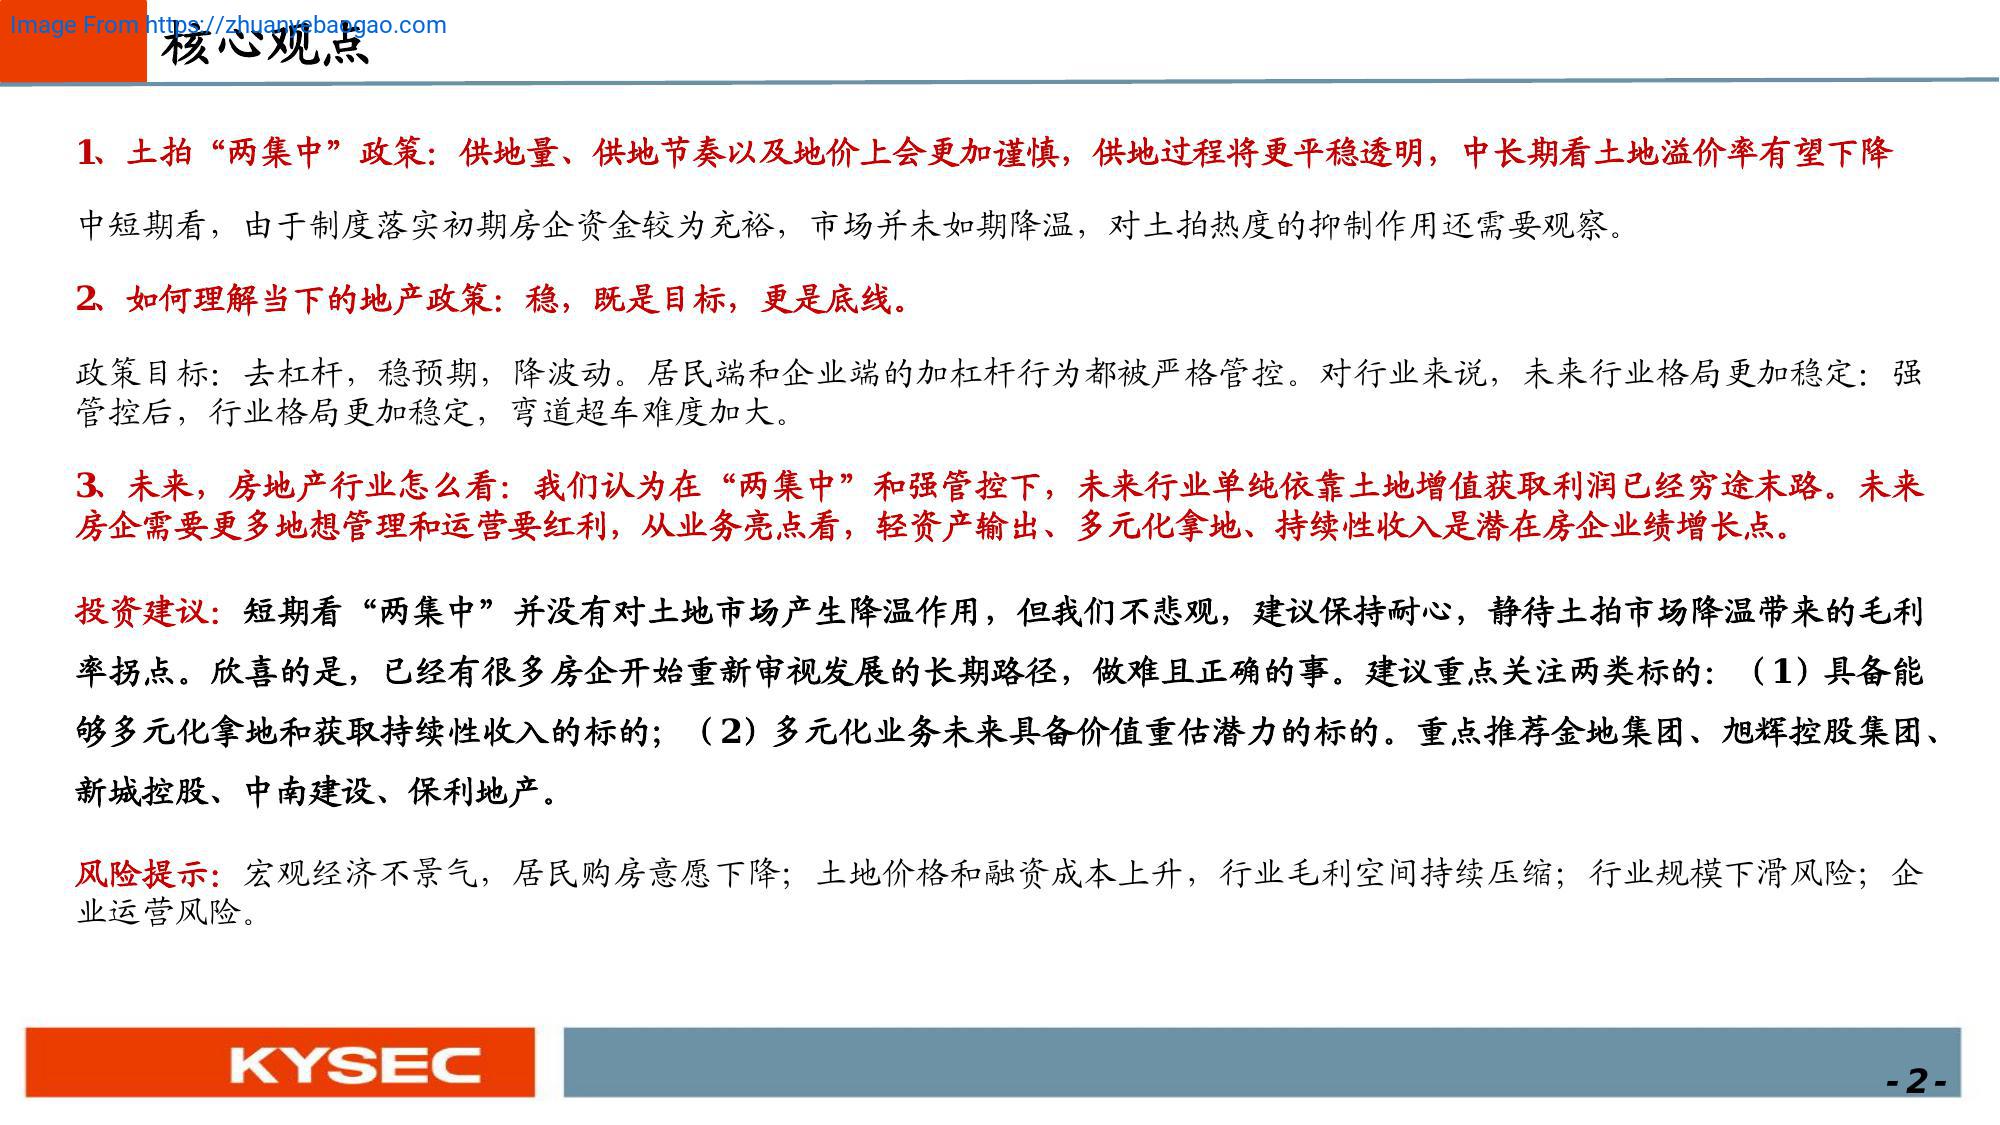 Image From https://zhuanyebaogao.com
核心观点
1、土拍“两集中”政策：供地量、供地节奏以及地价上会更加谨慎，供地过程将更平稳透明，中长期看土地溢价率有望下降
中短期看，由于制度落实初期房企资金较为充裕，市场并未如期降温，对土拍热度的抑制作用还需要观察。
2、如何理解当下的地产政策：稳，既是目标，更是底线。
政策目标：去杠杆，稳预期，降波动。居民端和企业端的加杠杆行为都被严格管控。对行业来说，未来行业格局更加稳定：强
管控后，行业格局更加稳定，弯道超车难度加大。
3、未来，房地产行业怎么看：我们认为在“两集中”和强管控下，未来行业单纯依靠土地增值获取利润已经穷途末路。未来
房企需要更多地想管理和运营要红利，从业务亮点看，轻资产输出、多元化拿地、持续性收入是潜在房企业绩增长点。
投资建议：短期看“两集中”并没有对土地市场产生降温作用，但我们不悲观，建议保持耐心，静待土拍市场降温带来的毛利
率拐点。欣喜的是，已经有很多房企开始重新审视发展的长期路径，做难且正确的事。建议重点关注两类标的：（1）具备能
够多元化拿地和获取持续性收入的标的；（2）多元化业务未来具备价值重估潜力的标的。重点推荐金地集团、旭辉控股集团、
新城控股、中南建设、保利地产。
风险提示：宏观经济不景气，居民购房意愿下降；土地价格和融资成本上升，行业毛利空间持续压缩；行业规模下滑风险；企
业运营风险。
KYSEC
-2-